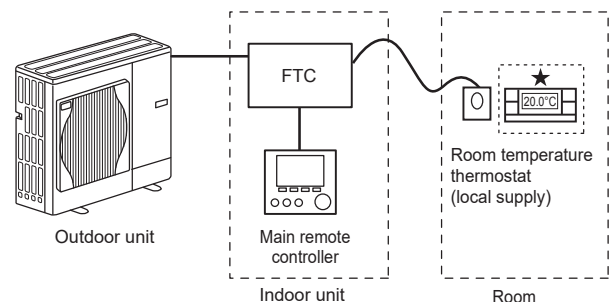 FTC
20.0°C
Room temperature
thermostat
(local supply)
Outdoor unit
Main remote
controller
Indoor unit
Room